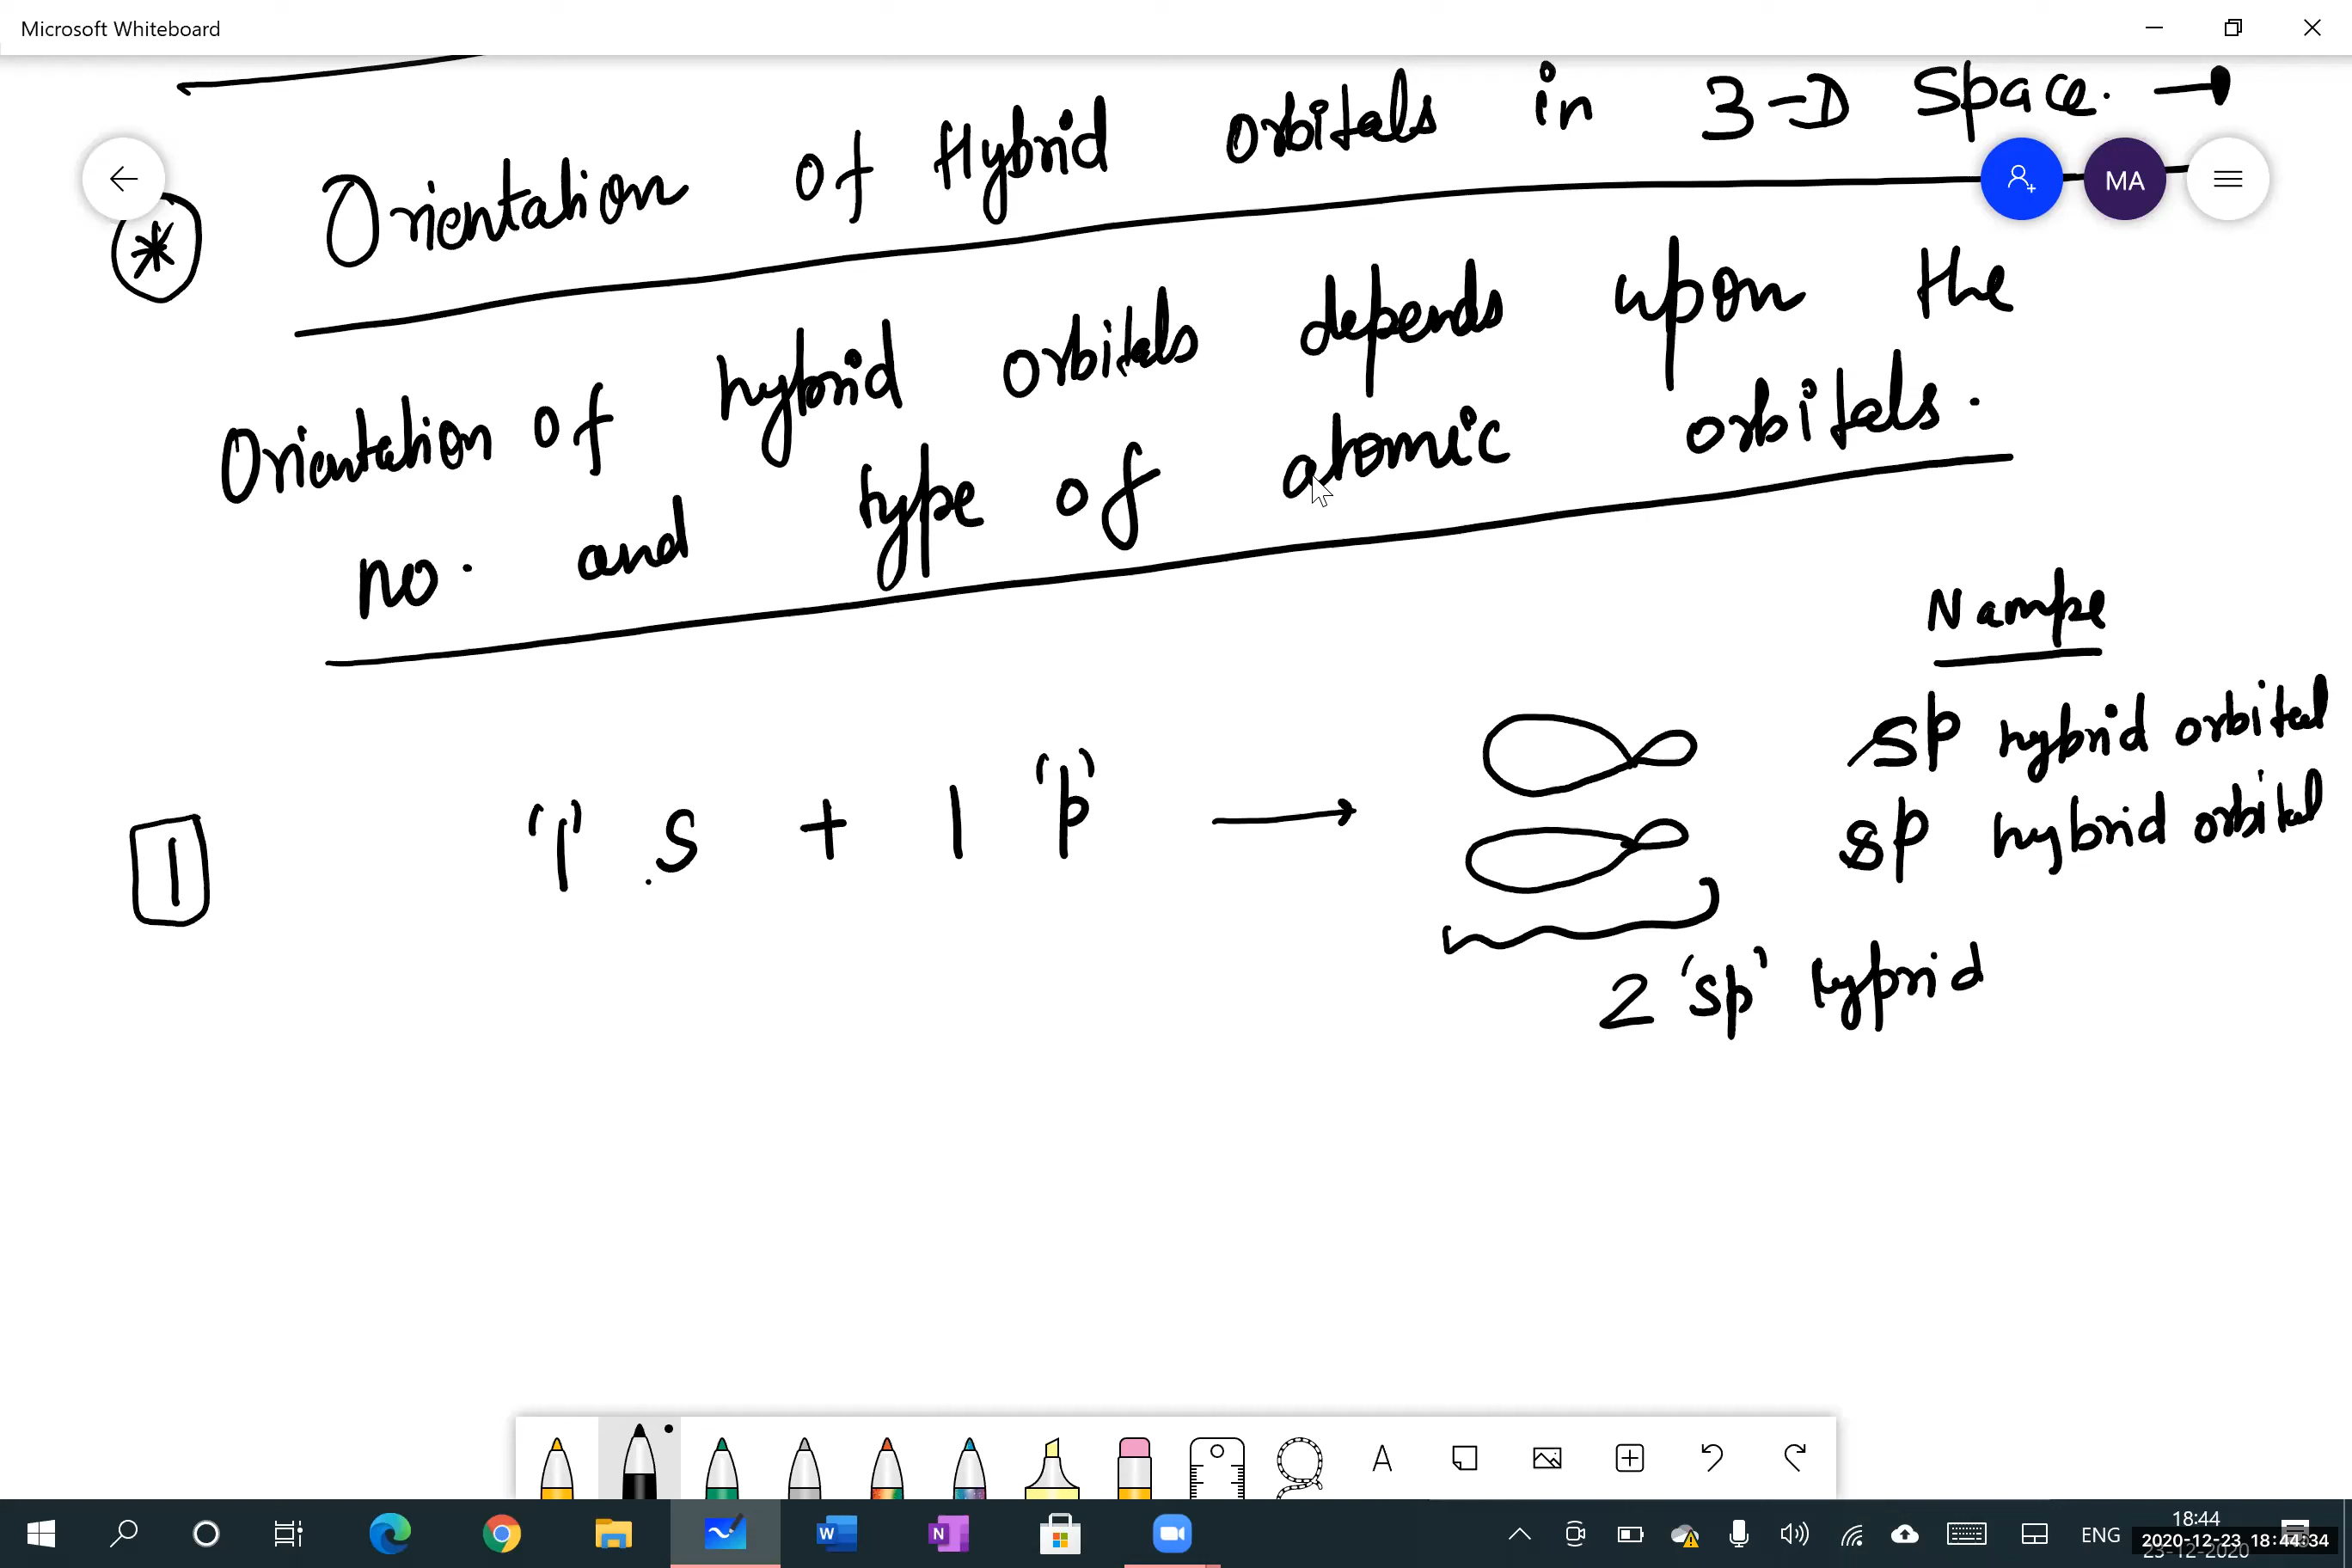 Microsoft Whiteboard
Orientation of Hybrid orbitals in 3-D space.
MA
Orientation of hybrid orbitals depends upon the
no. and type of atomic orbitals.
1 '1' s + 1 'p' →
sp hybrid orbital
sp hybrid orbital
2 'sp' hybrid
A
ENG
18:44
23-12-2020
2020-12-23 18:44:34